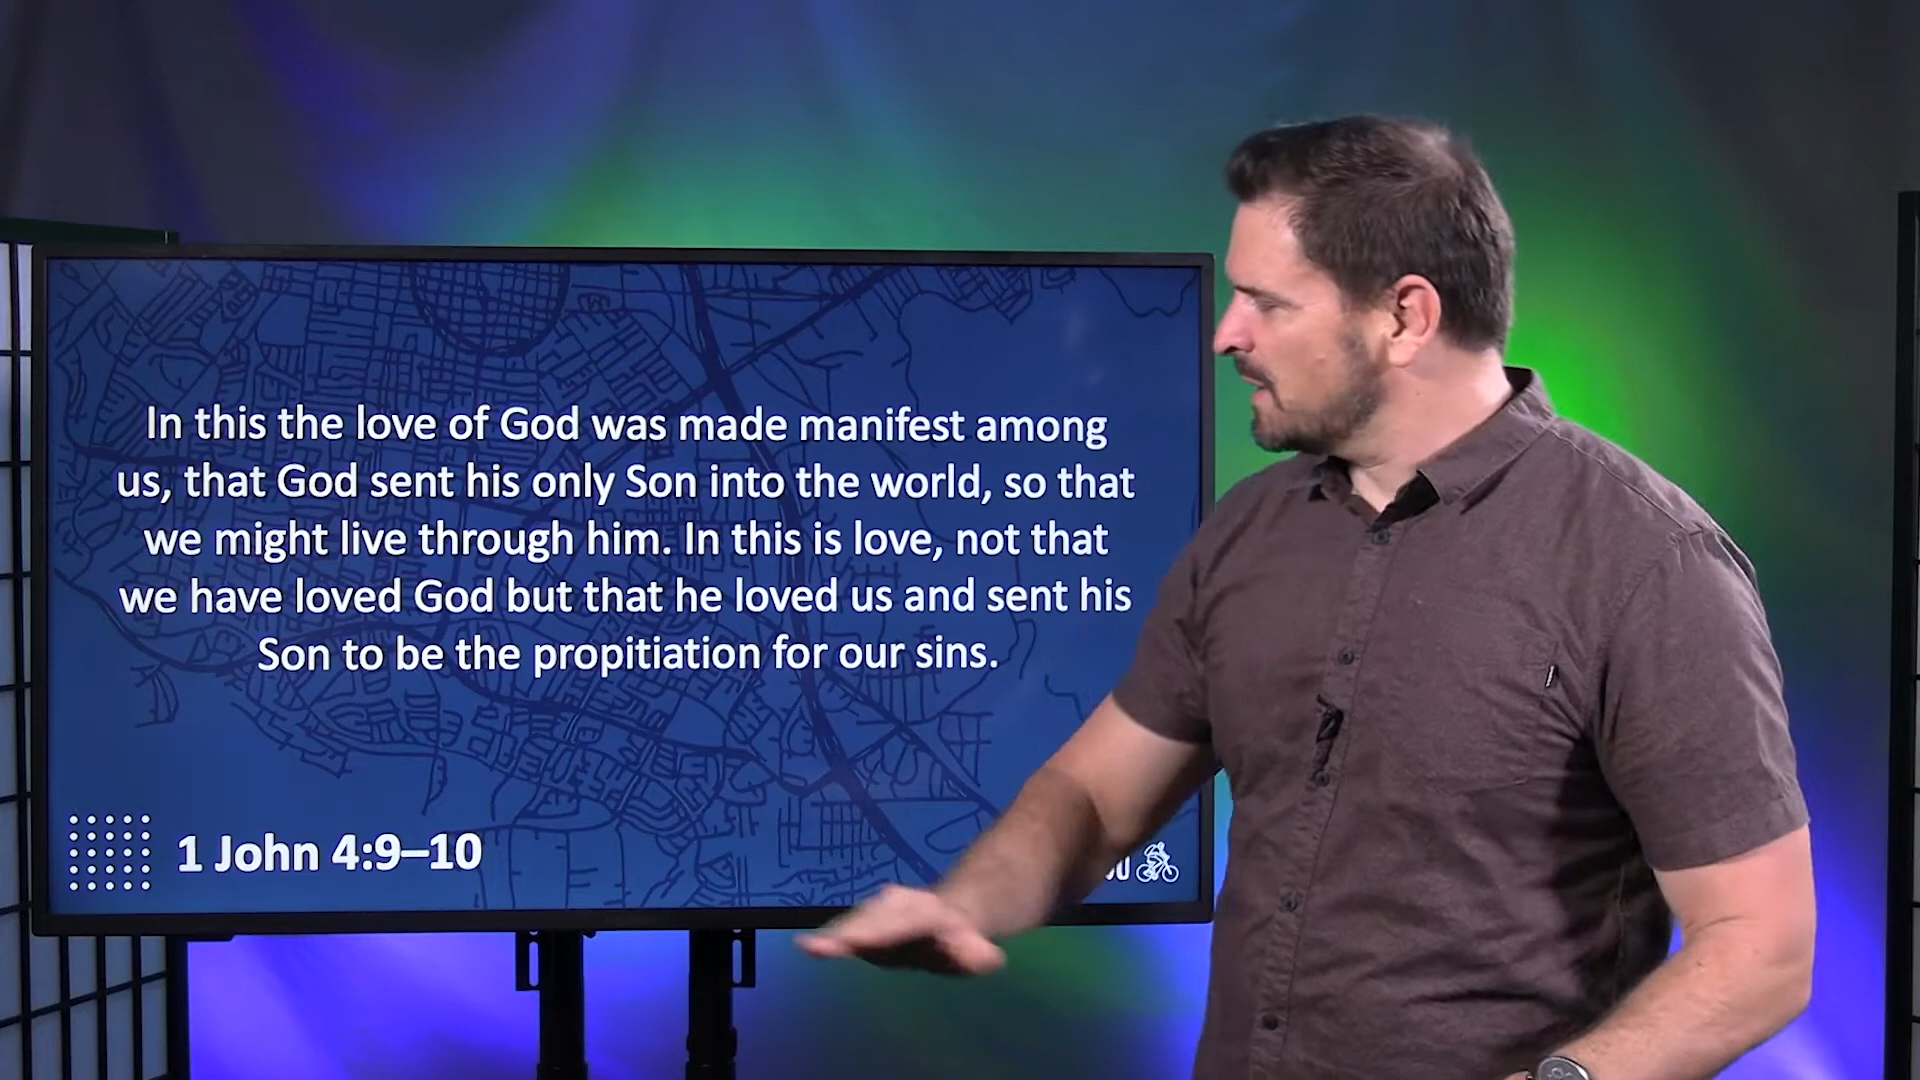 In this the love of God was made manifest among
us, that God sent his only Son into the world, so that
we might live through him. In this is love, not that
we have loved God but that he loved us and sent his
Son to be the propitiation for our sins.
1 John 4:9–10